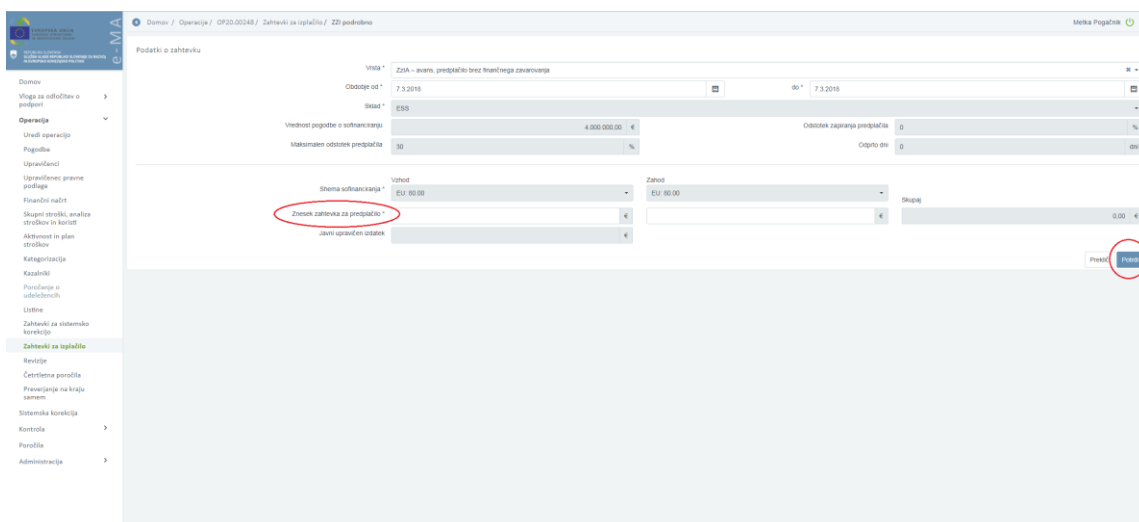 EVROPSKA UNIJA
e-MA
Domov / Operacije / OP20.00248 / Zahtevki za izplačilo / ZZI podrobno
Metka Pogačnik
Podatki o zahtevku
Vrsta * ZzIA – avans, predplačilo brez finančnega zavarovanja
Obdobje od * 7.3.2018 do * 7.3.2018
Sklad * ESS
Vrednost pogodbe o sofinanciranju 4.000.000,00 € Odstotek zapiranja predplačila 0 %
Maksimalen odstotek predplačila 30 % Odprto dni 0 dni
Vzhod Zahod
Shema sofinanciranja * EU: 80.00 EU: 80.00
Skupaj
Znesek zahtevka za predplačilo * € € 0,00 €
Javni upravičen izdatek €
Prekliči Potrdi
Domov
Vloga za odločitev o
podpori
Operacija
Uredi operacijo
Pogodbe
Upravičenci
Upravičenec pravne
podlage
Finančni načrt
Skupni stroški, analiza
stroškov in koristi
Aktivnost in plan
stroškov
Kategorizacija
Kazalniki
Poročanje o
udeležencih
Listine
Zahtevki za sistemsko
korekcijo
Zahtevki za izplačilo
Revizije
Četrtletna poročila
Preverjanje na kraju
samem
Sistemska korekcija
Kontrola
Poročila
Administracija